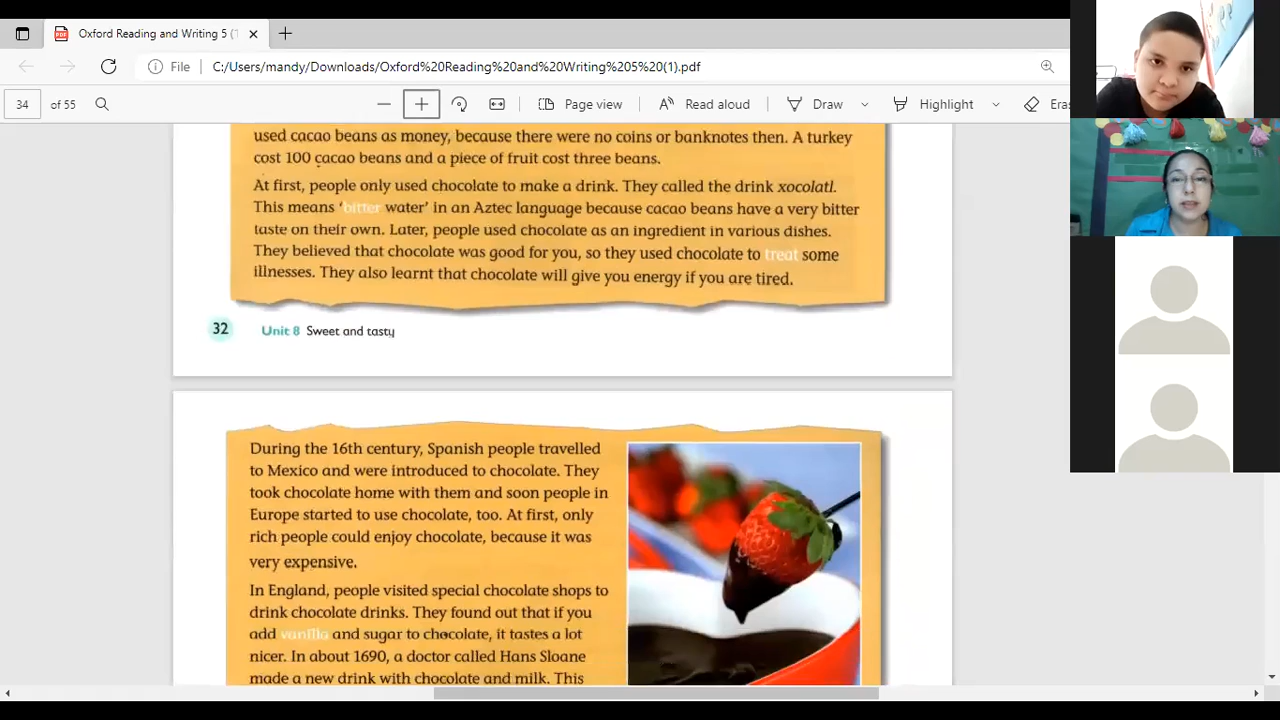 Oxford Reading and Writing 5 (1
File
C:/Users/mandy/Downloads/Oxford%20Reading%20and%20Writing%205%20(1).pdf
34 of 55
Page view
Read aloud
Draw
Highlight
Eras
used cacao beans as money, because there were no coins or banknotes then. A turkey
cost 100 cacao beans and a piece of fruit cost three beans.
At first, people only used chocolate to make a drink. They called the drink xocolatl.
This means ‘bitter water’ in an Aztec language because cacao beans have a very bitter
taste on their own. Later, people used chocolate as an ingredient in various dishes.
They believed that chocolate was good for you, so they used chocolate to treat some
illnesses. They also learnt that chocolate will give you energy if you are tired.
32 Unit 8 Sweet and tasty
During the 16th century, Spanish people travelled
to Mexico and were introduced to chocolate. They
took chocolate home with them and soon people in
Europe started to use chocolate, too. At first, only
rich people could enjoy chocolate, because it was
very expensive.
In England, people visited special chocolate shops to
drink chocolate drinks. They found out that if you
add vanilla and sugar to chocolate, it tastes a lot
nicer. In about 1690, a doctor called Hans Sloane
made a new drink with chocolate and milk. This